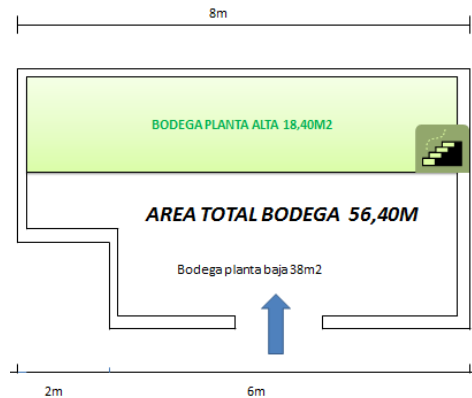 8m
BODEGA PLANTA ALTA 18,40M2
AREA TOTAL BODEGA 56,40M
Bodega planta baja 38m2
2m
6m